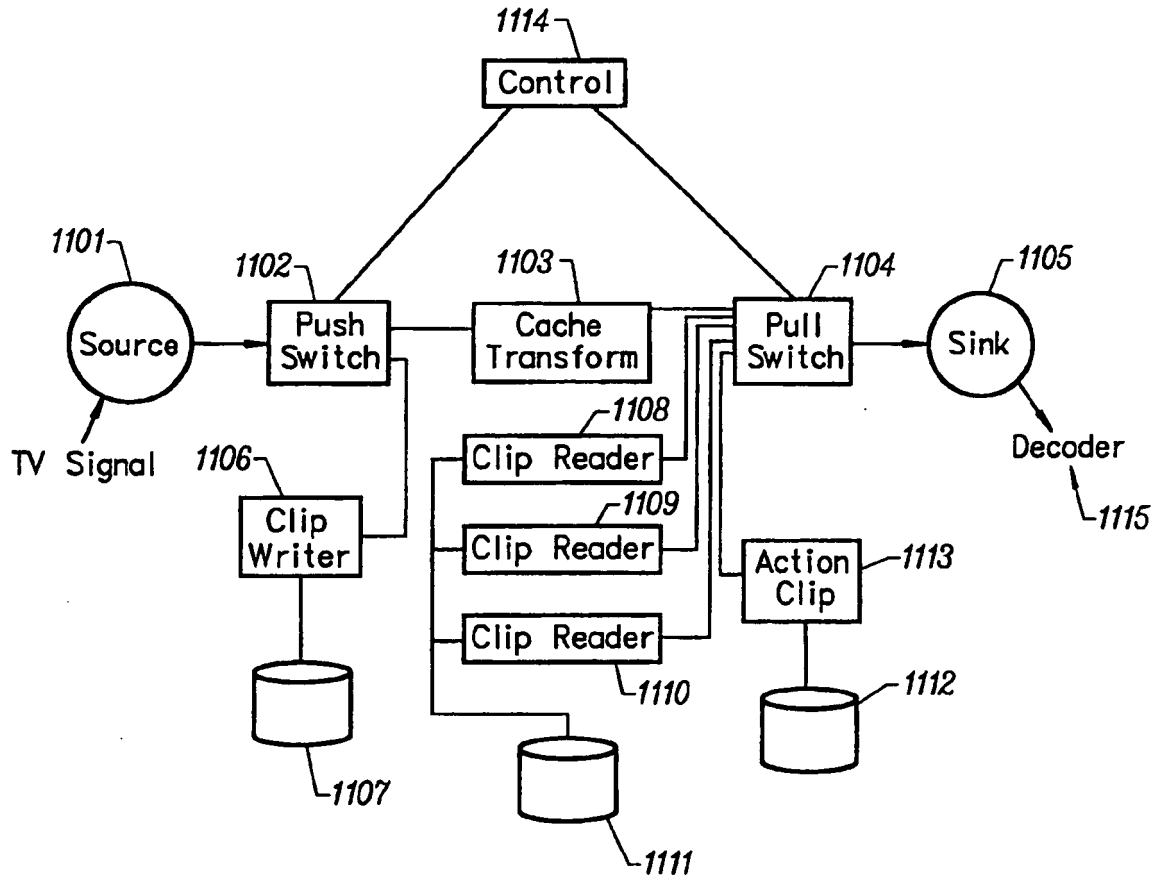 1114
Control
1101
1102
1103
1104
1105
Source
Push
Switch
Cache
Transform
Pull
Switch
Sink
TV Signal
1106
1108
Clip Reader
Decoder
1115
Clip
Writer
1109
Clip Reader
Action
Clip
1113
Clip Reader
1110
1112
1107
1111